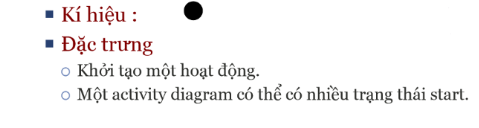 Kí hiệu :
Đặc trưng
Khởi tạo một hoạt động.
Một activity diagram có thể có nhiều trạng thái start.